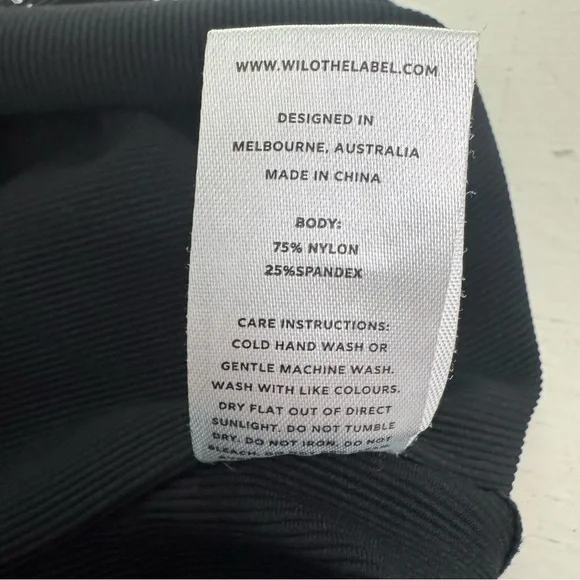 WWW.WILOTHELABEL.COM
DESIGNED IN
MELBOURNE, AUSTRALIA
MADE IN CHINA
BODY:
75% NYLON
25%SPANDEX
CARE INSTRUCTIONS:
COLD HAND WASH OR
GENTLE MACHINE WASH.
WASH WITH LIKE COLOURS.
DRY FLAT OUT OF DIRECT
SUNLIGHT. DO NOT TUMBLE
DRY. DO NOT IRON. DO NOT
BLEACH.